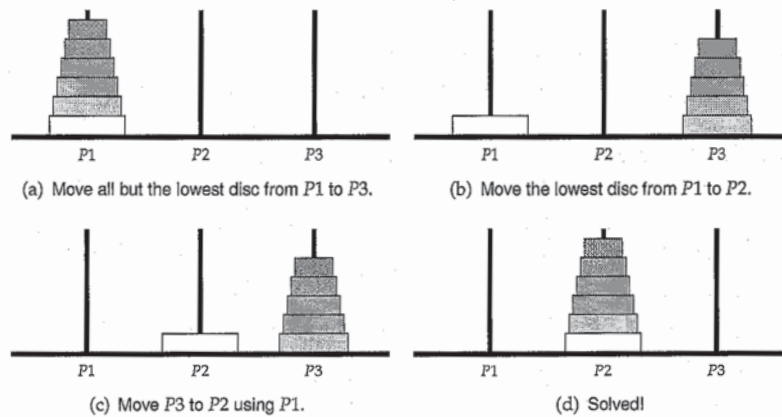 P1 P2 P3
(a) Move all but the lowest disc from P1 to P3.
P1 P2 P3
(b) Move the lowest disc from P1 to P2.
P1 P2 P3
(c) Move P3 to P2 using P1.
P1 P2 P3
(d) Solved!